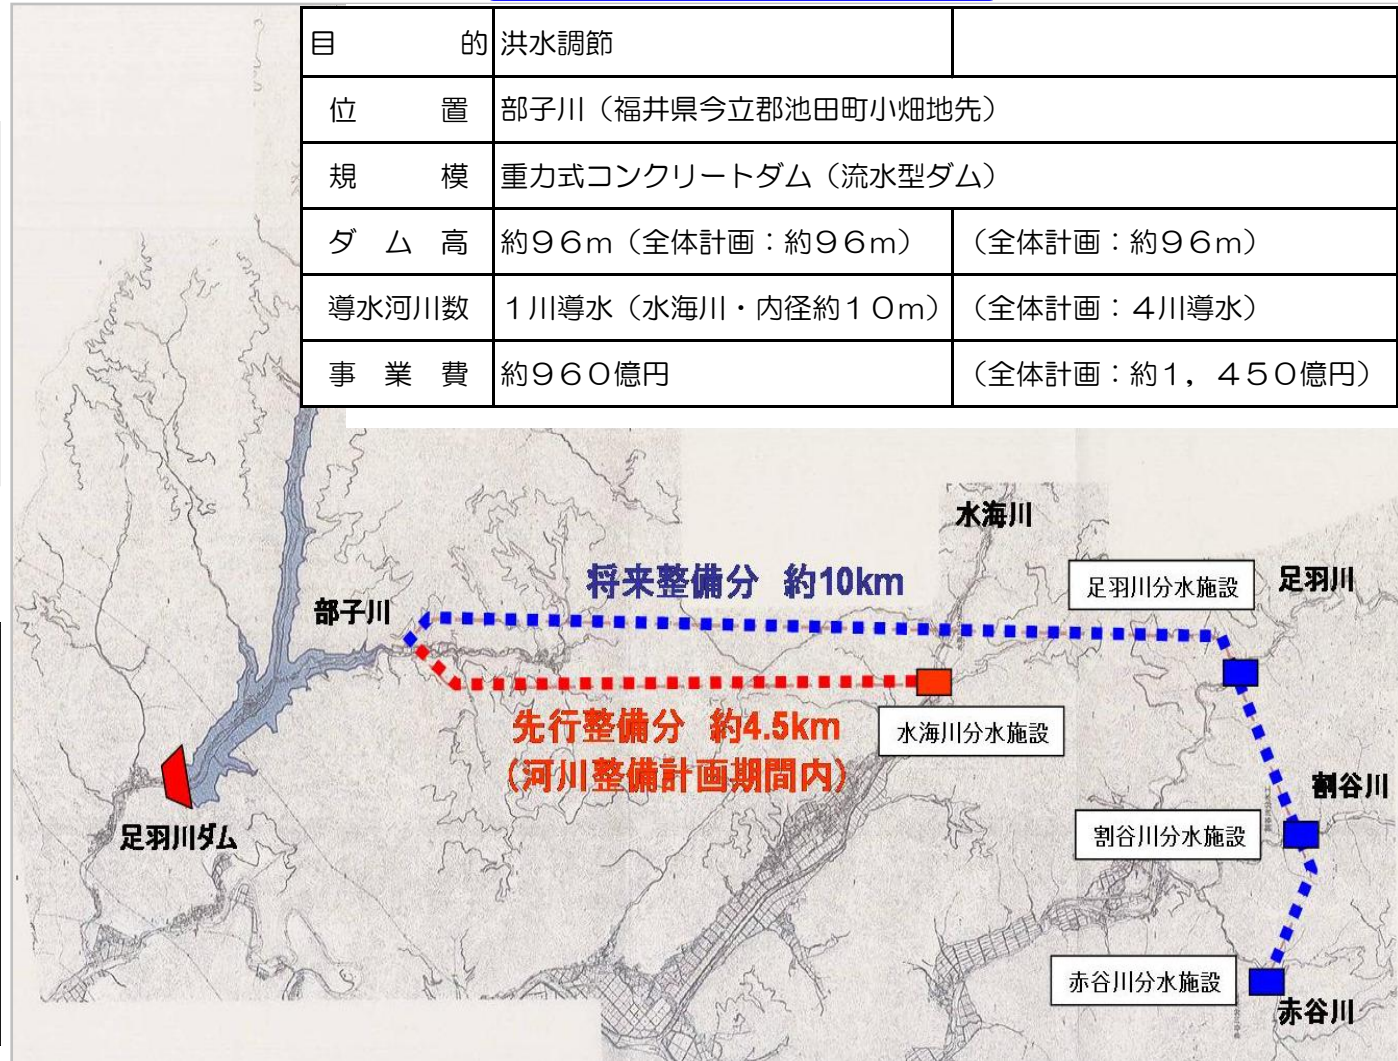 目 的 洪水調節
位 置 部子川（福井県今立郡池田町小畑地先）
規 模 重力式コンクリートダム（流水型ダム）
ダ ム 高 約９６ｍ（全体計画：約９６ｍ） （全体計画：約９６ｍ）
導水河川数 １川導水（水海川・内径約１０ｍ） （全体計画：４川導水）
事 業 費 約９６０億円 （全体計画：約１，４５０億円）
水海川
将来整備分 約10km
足羽川分水施設
足羽川
部子川
先行整備分 約4.5km
（河川整備計画期間内）
水海川分水施設
割谷川
足羽川ダム
割谷川分水施設
赤谷川分水施設
赤谷川